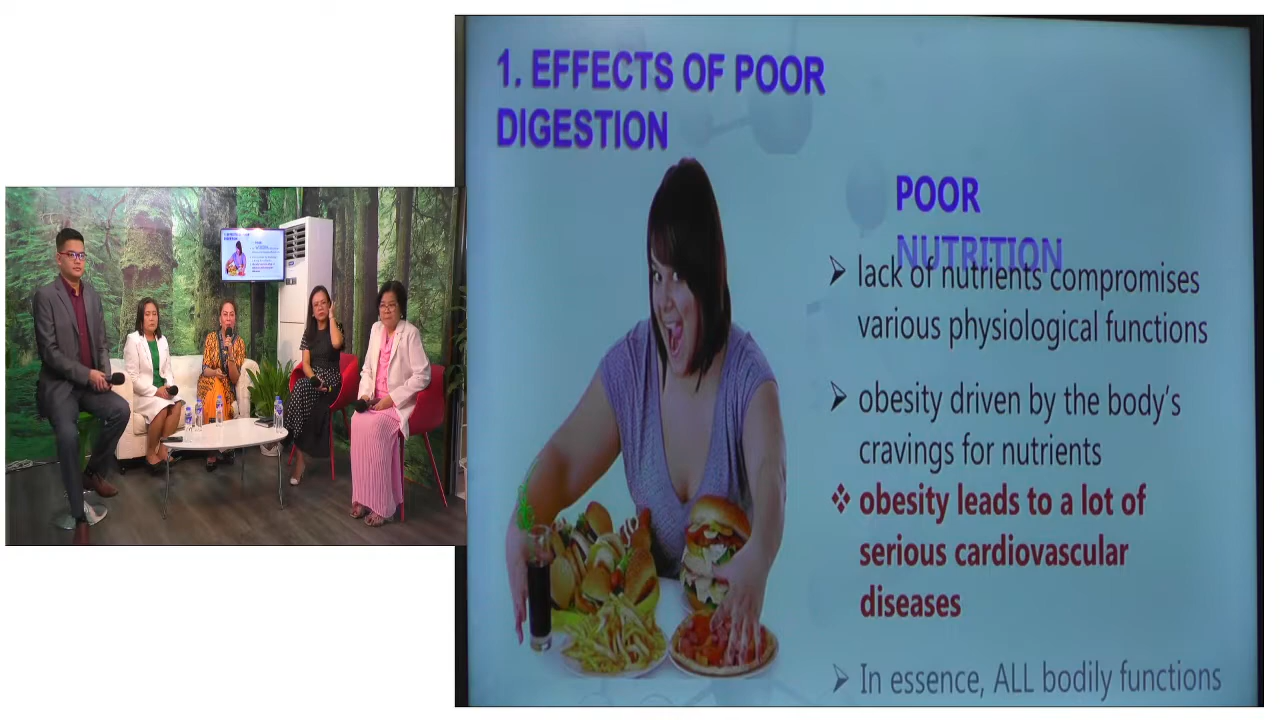 1. EFFECTS OF POOR
DIGESTION
POOR
NUTRITION
➢ lack of nutrients compromises
various physiological functions
➢ obesity driven by the body's
cravings for nutrients
❖ obesity leads to a lot of
serious cardiovascular
diseases
➢ In essence, ALL bodily functions